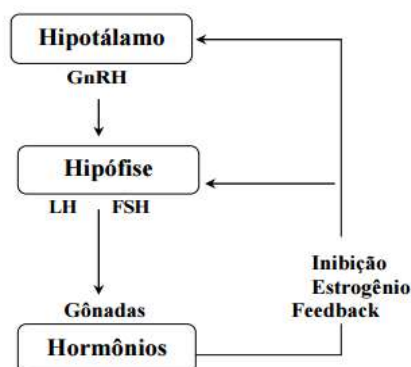 Hipotálamo
GnRH
Hipófise
LH FSH
Inibição
Estrogênio
Feedback
Gônadas
Hormônios